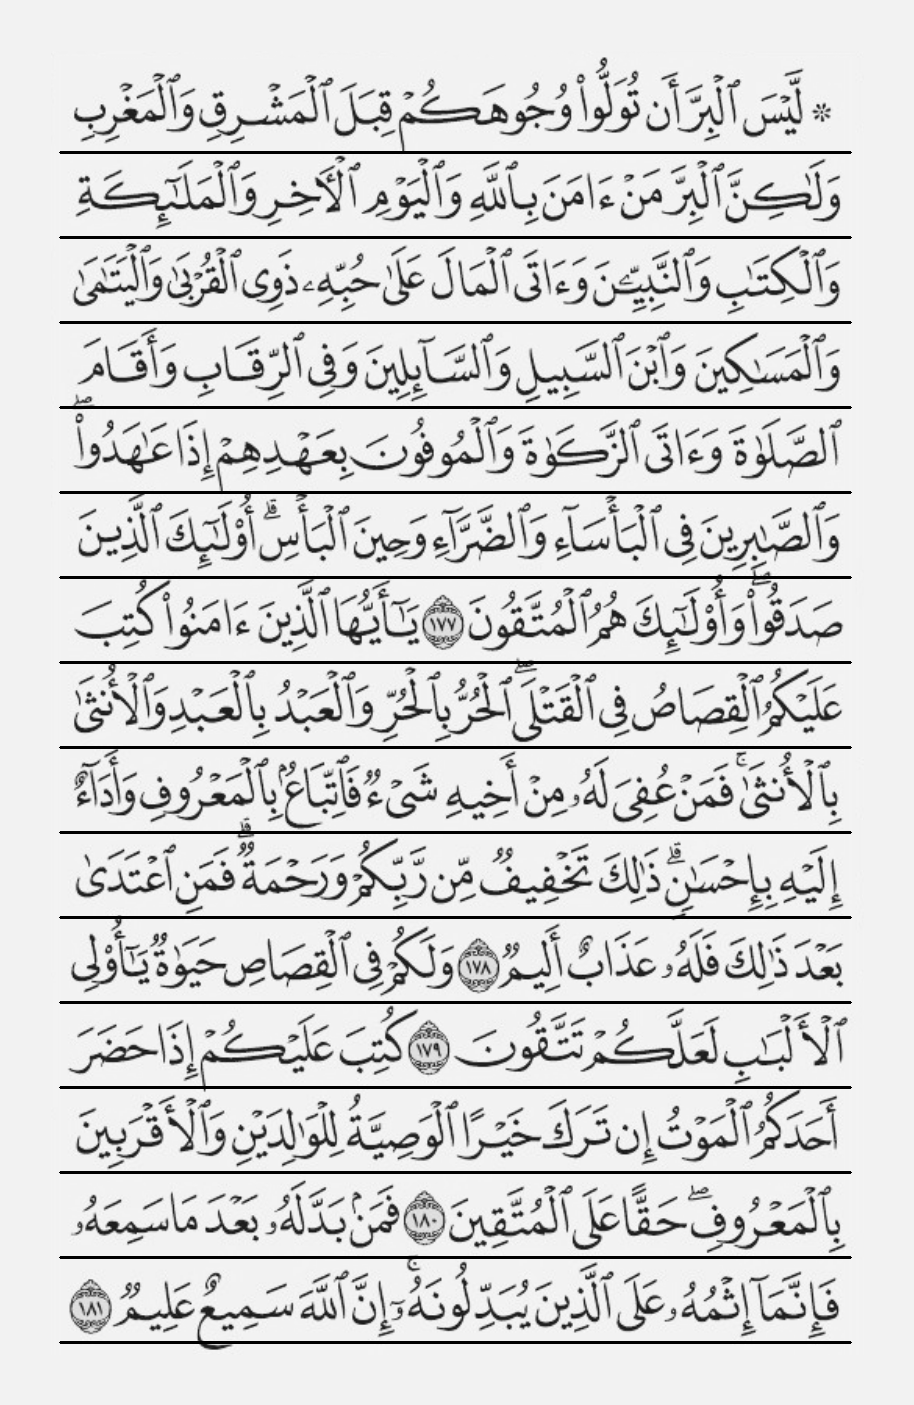 ۞ لَّيْسَ ٱلْبِرَّ أَن تُوَلُّوا۟ وُجُوهَكُمْ قِبَلَ ٱلْمَشْرِقِ وَٱلْمَغْرِبِ
وَلَٰكِنَّ ٱلْبِرَّ مَنْ ءَامَنَ بِٱللَّهِ وَٱلْيَوْمِ ٱلْءَاخِرِ وَٱلْمَلَٰٓئِكَةِ
وَٱلْكِتَٰبِ وَٱلنَّبِيِّۦنَ وَءَاتَى ٱلْمَالَ عَلَىٰ حُبِّهِۦ ذَوِى ٱلْقُرْبَىٰ وَٱلْيَتَٰمَىٰ
وَٱلْمَسَٰكِينَ وَٱبْنَ ٱلسَّبِيلِ وَٱلسَّآئِلِينَ وَفِى ٱلرِّقَابِ وَأَقَامَ
ٱلصَّلَوٰةَ وَءَاتَى ٱلزَّكَوٰةَ وَٱلْمُوفُونَ بِعَهْدِهِمْ إِذَا عَٰهَدُوا۟ۖ
وَٱلصَّٰبِرِينَ فِى ٱلْبَأْسَآءِ وَٱلضَّرَّآءِ وَحِينَ ٱلْبَأْسِۗ أُو۟لَٰٓئِكَ ٱلَّذِينَ
صَدَقُوا۟ۖ وَأُو۟لَٰٓئِكَ هُمُ ٱلْمُتَّقُونَ ١٧٧ يَٰٓأَيُّهَا ٱلَّذِينَ ءَامَنُوا۟ كُتِبَ
عَلَيْكُمُ ٱلْقِصَاصُ فِى ٱلْقَتْلَىۖ ٱلْحُرُّ بِٱلْحُرِّ وَٱلْعَبْدُ بِٱلْعَبْدِ وَٱلْأُنثَىٰ
بِٱلْأُنثَىٰۚ فَمَنْ عُفِىَ لَهُۥ مِنْ أَخِيهِ شَىْءٌ فَٱتِّبَاعٌۢ بِٱلْمَعْرُوفِ وَأَدَآءٌ
إِلَيْهِ بِإِحْسَٰنٍۗ ذَٰلِكَ تَخْفِيفٌ مِّن رَّبِّكُمْ وَرَحْمَةٌۗ فَمَنِ ٱعْتَدَىٰ
بَعْدَ ذَٰلِكَ فَلَهُۥ عَذَابٌ أَلِيمٌ ١٧٨ وَلَكُمْ فِى ٱلْقِصَاصِ حَيَوٰةٌ يَٰٓأُو۟لِى
ٱلْأَلْبَٰبِ لَعَلَّكُمْ تَتَّقُونَ ١٧٩ كُتِبَ عَلَيْكُمْ إِذَا حَضَرَ
أَحَدَكُمُ ٱلْمَوْتُ إِن تَرَكَ خَيْرًا ٱلْوَصِيَّةُ لِلْوَٰلِدَيْنِ وَٱلْأَقْرَبِينَ
بِٱلْمَعْرُوفِۖ حَقًّا عَلَى ٱلْمُتَّقِينَ ١٨٠ فَمَنۢ بَدَّلَهُۥ بَعْدَ مَا سَمِعَهُۥ
فَإِنَّمَآ إِثْمُهُۥ عَلَى ٱلَّذِينَ يُبَدِّلُونَهُۥٓۚ إِنَّ ٱللَّهَ سَمِيعٌ عَلِيمٌ ١٨١